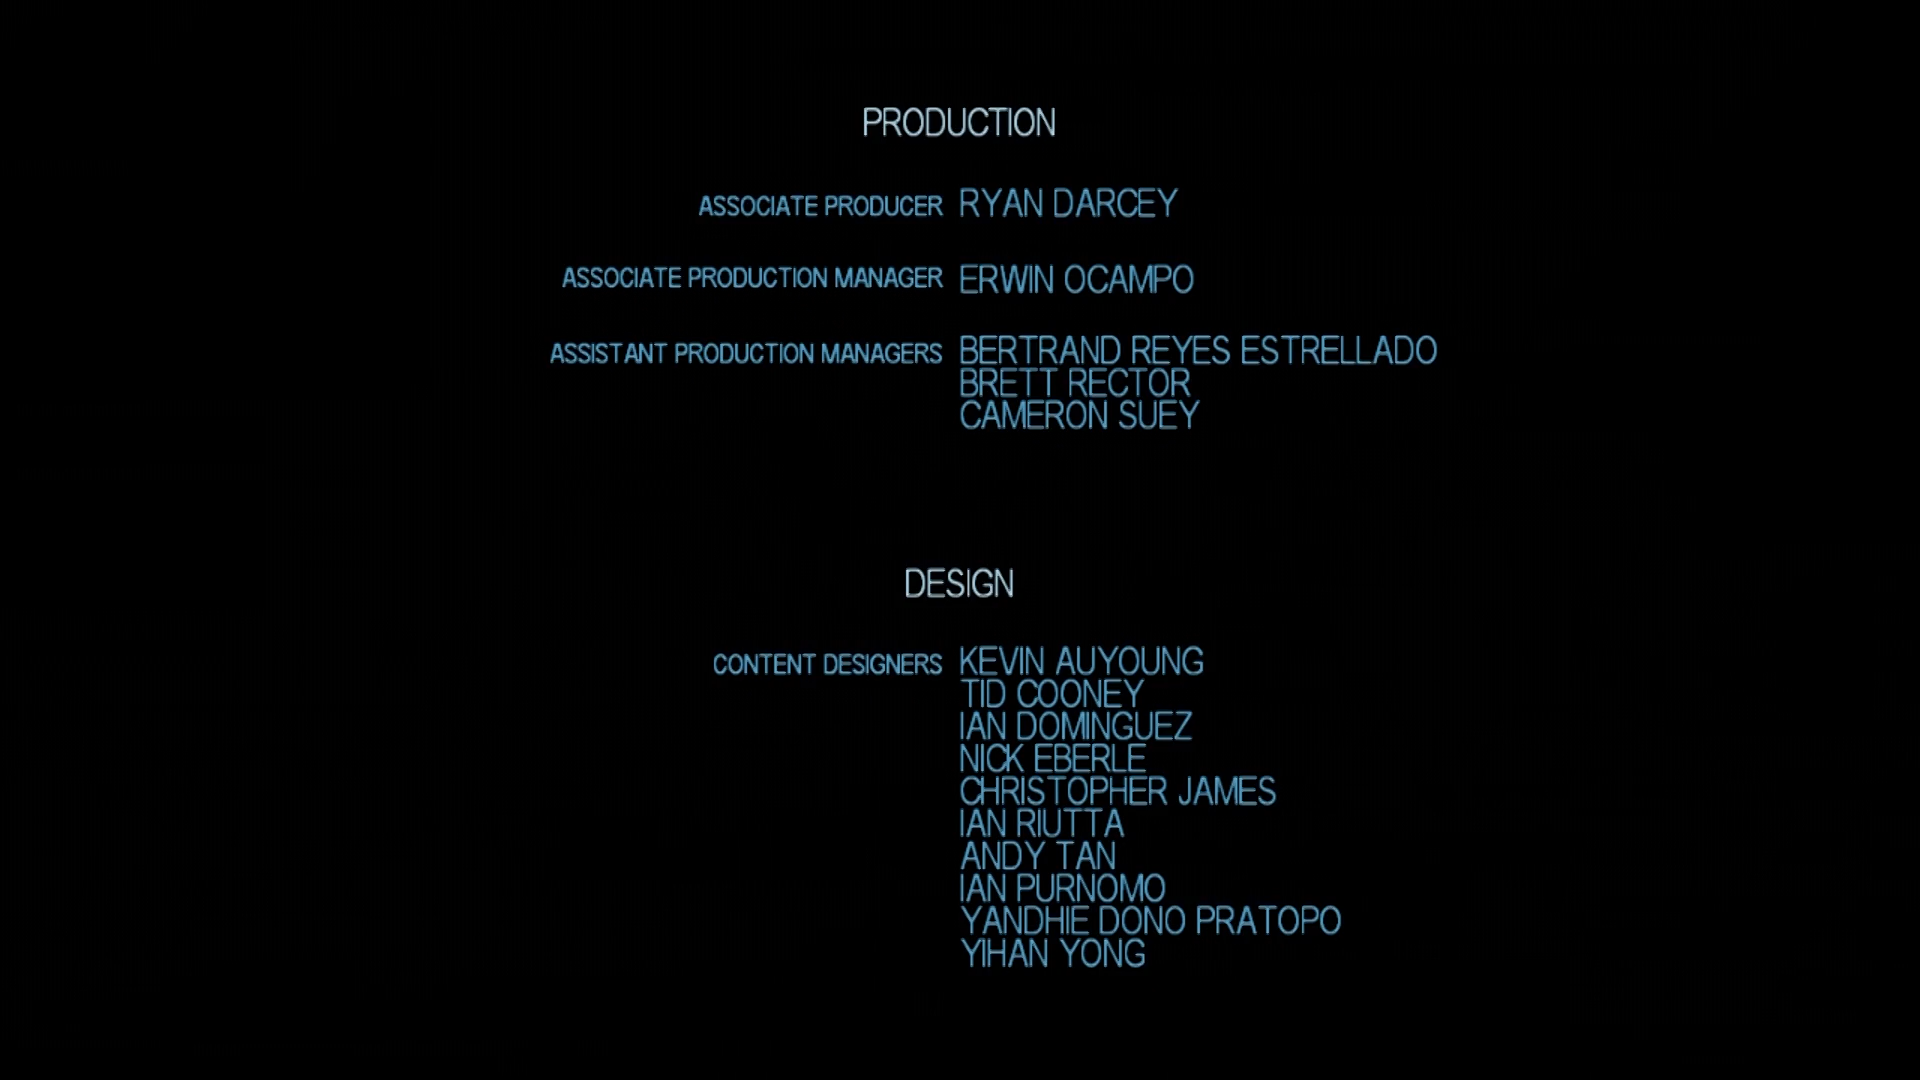 PRODUCTION
ASSOCIATE PRODUCER RYAN DARCEY
ASSOCIATE PRODUCTION MANAGER ERWIN OCAMPO
ASSISTANT PRODUCTION MANAGERS BERTRAND REYES ESTRELLADO
BRETT RECTOR
CAMERON SUEY
DESIGN
CONTENT DESIGNERS KEVIN AUYOUNG
TID COONEY
IAN DOMINGUEZ
NICK EBERLE
CHRISTOPHER JAMES
IAN RIUTTA
ANDY TAN
IAN PURNOMO
YANDHIE DONO PRATOPO
YIHAN YONG